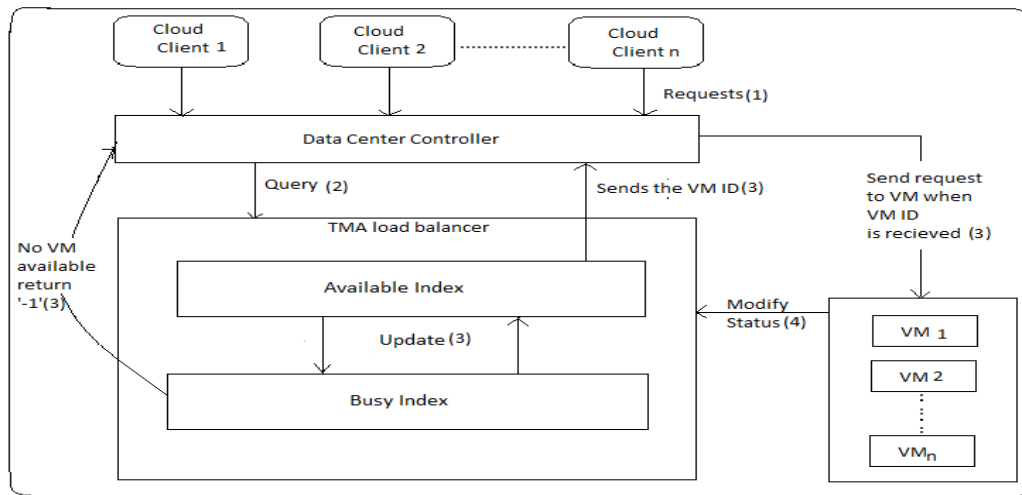 Cloud
Client 1
Cloud
Client 2
Cloud
Client n
Requests(1)
Data Center Controller
Query (2)
Sends the VM ID(3)
Send request
to VM when
VM ID
is recieved (3)
TMA load balancer
No VM
available
return
'-1'(3)
Available Index
Update (3)
Busy Index
Modify
Status(4)
VM 1
VM 2
VMn